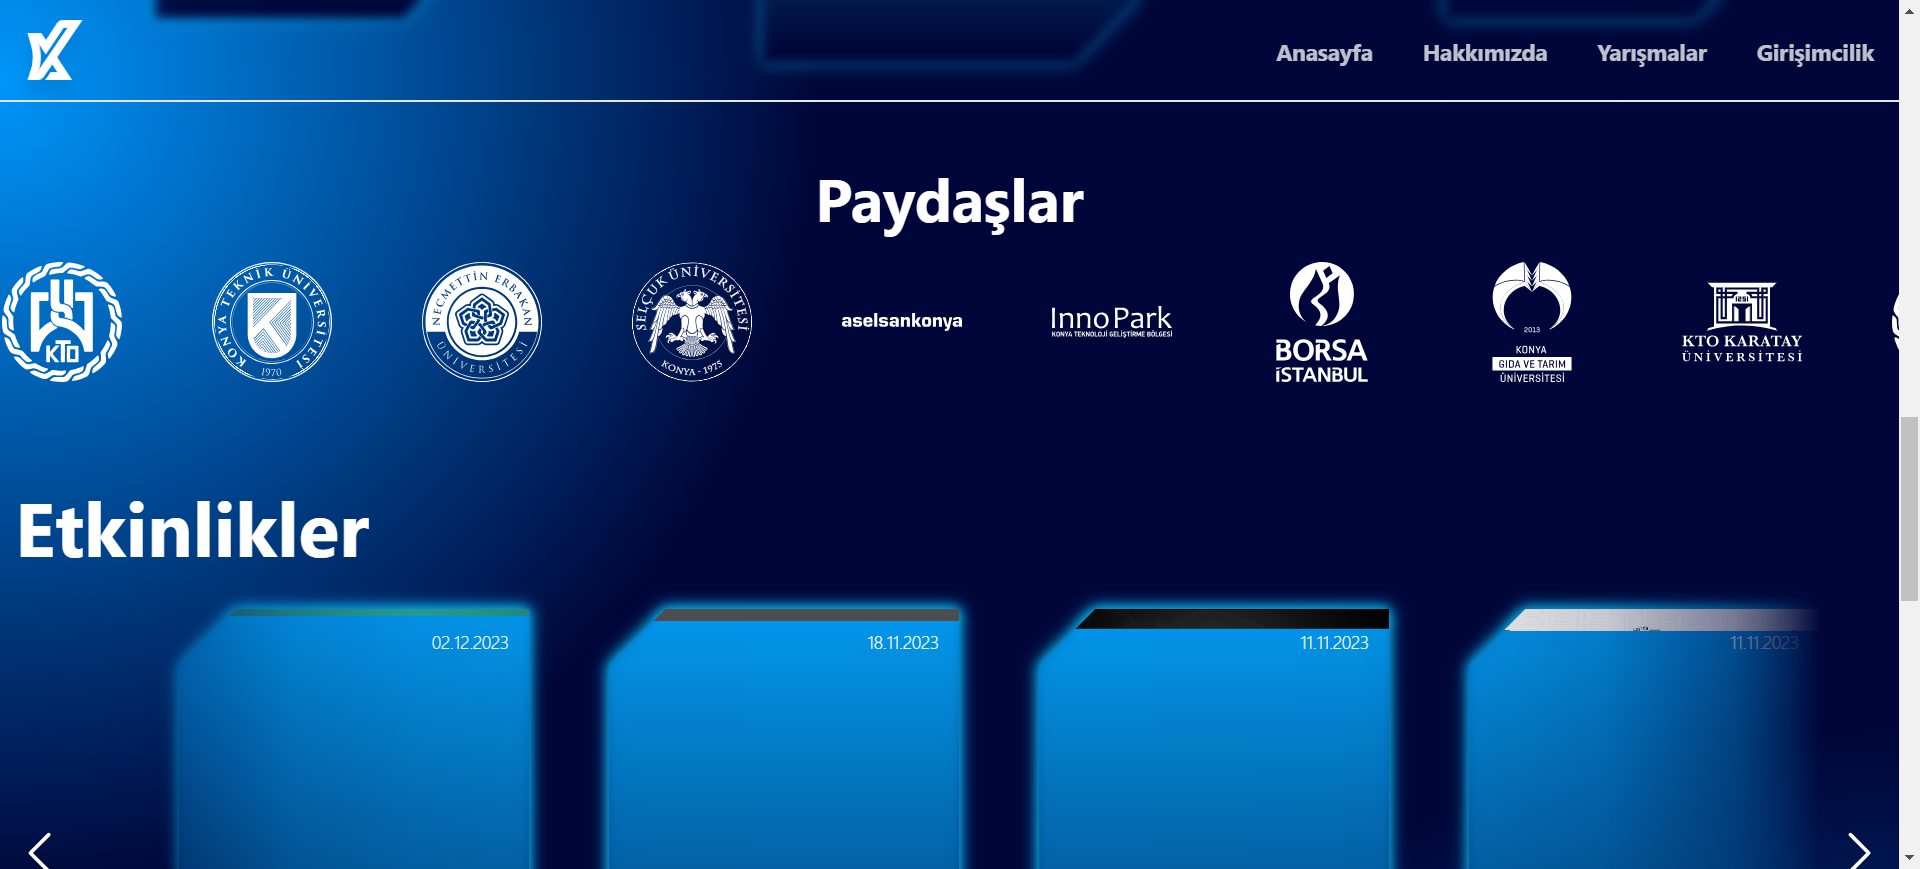 Anasayfa Hakkımızda Yarışmalar Girişimcilik
Paydaşlar
KTO
KONYA TEKNİK ÜNİVERSİTESİ
1970
NECMETTİN ERBAKAN
ÜNİVERSİTESİ
SELÇUK ÜNİVERSİTESİ
KONYA - 1975
aselsankonya
InnoPark
KONYA TEKNOLOJİ GELİŞTİRME BÖLGESİ
BORSA
İSTANBUL
2013
KONYA
GIDA VE TARIM
ÜNİVERSİTESİ
1251
KTO KARATAY
ÜNİVERSİTESİ
Etkinlikler
02.12.2023
18.11.2023
11.11.2023
11.11.2023